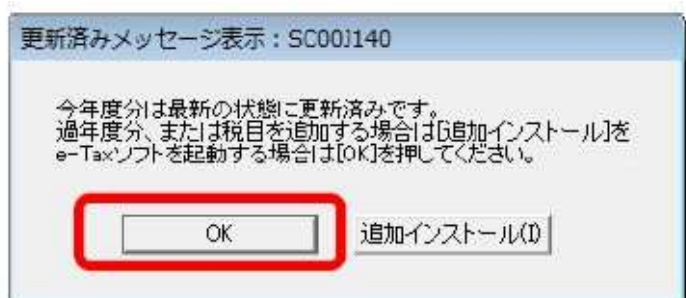 更新済みメッセージ表示：SC00J140
今年度分は最新の状態に更新済みです。
過年度分、または税目を追加する場合は[追加インストール]を
e-Taxソフトを起動する場合は[OK]を押してください。
OK
追加インストール(I)